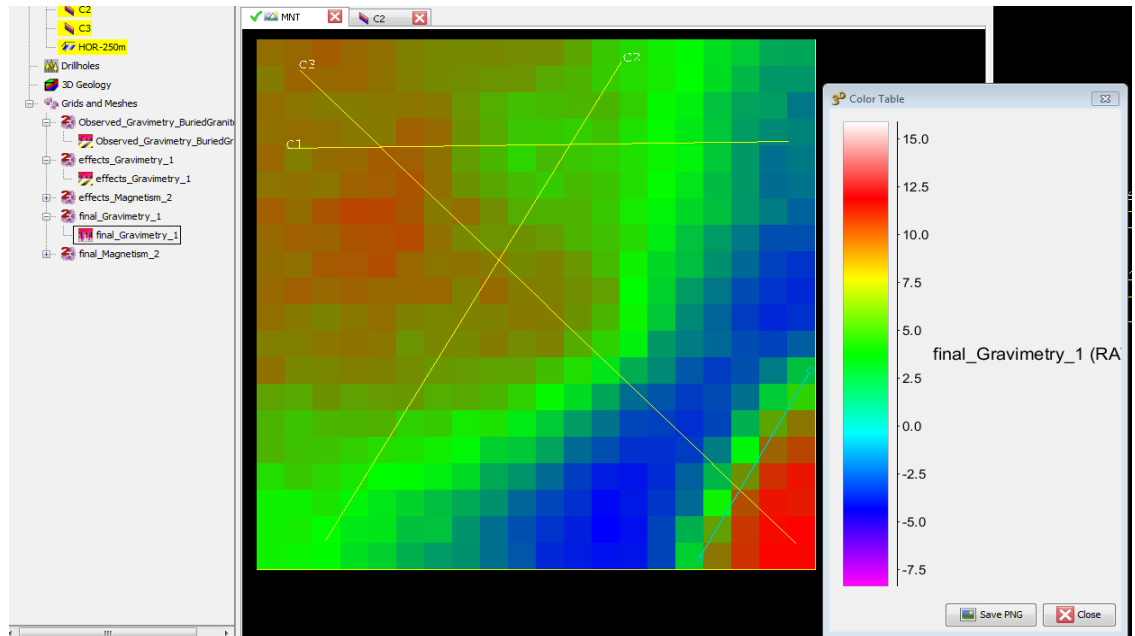 C2
C3
HOR-250m
Drillholes
3D Geology
Grids and Meshes
Observed_Gravimetry_BuriedGranit
Observed_Gravimetry_BuriedGr
effects_Gravimetry_1
effects_Gravimetry_1
effects_Magnetism_2
final_Gravimetry_1
final_Gravimetry_1
final_Magnetism_2
MNT
C2
C3
C2
C1
Color Table
15.0
12.5
10.0
7.5
5.0
2.5
0.0
-2.5
-5.0
-7.5
final_Gravimetry_1 (RA
Save PNG
Close